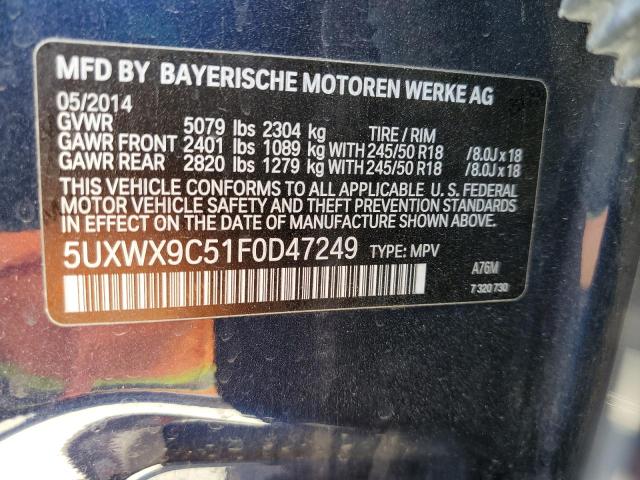 MFD BY BAYERISCHE MOTOREN WERKE AG
05/2014
GVWR 5079 lbs 2304 kg TIRE / RIM
GAWR FRONT 2401 lbs 1089 kg WITH 245/50 R18 /8.0J x 18
GAWR REAR 2820 lbs 1279 kg WITH 245/50 R18 /8.0J x 18
THIS VEHICLE CONFORMS TO ALL APPLICABLE U. S. FEDERAL
MOTOR VEHICLE SAFETY AND THEFT PREVENTION STANDARDS
IN EFFECT ON THE DATE OF MANUFACTURE SHOWN ABOVE.
5UXWX9C51F0D47249 TYPE: MPV
A76M
7 320 730